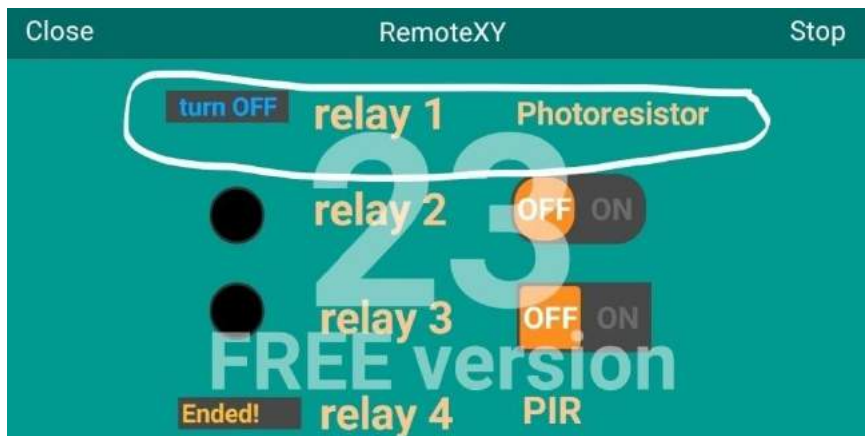 Close RemoteXY Stop
turn OFF relay 1 Photoresistor
23
relay 2 OFF ON
relay 3 OFF ON
FREE version
Ended! relay 4 PIR